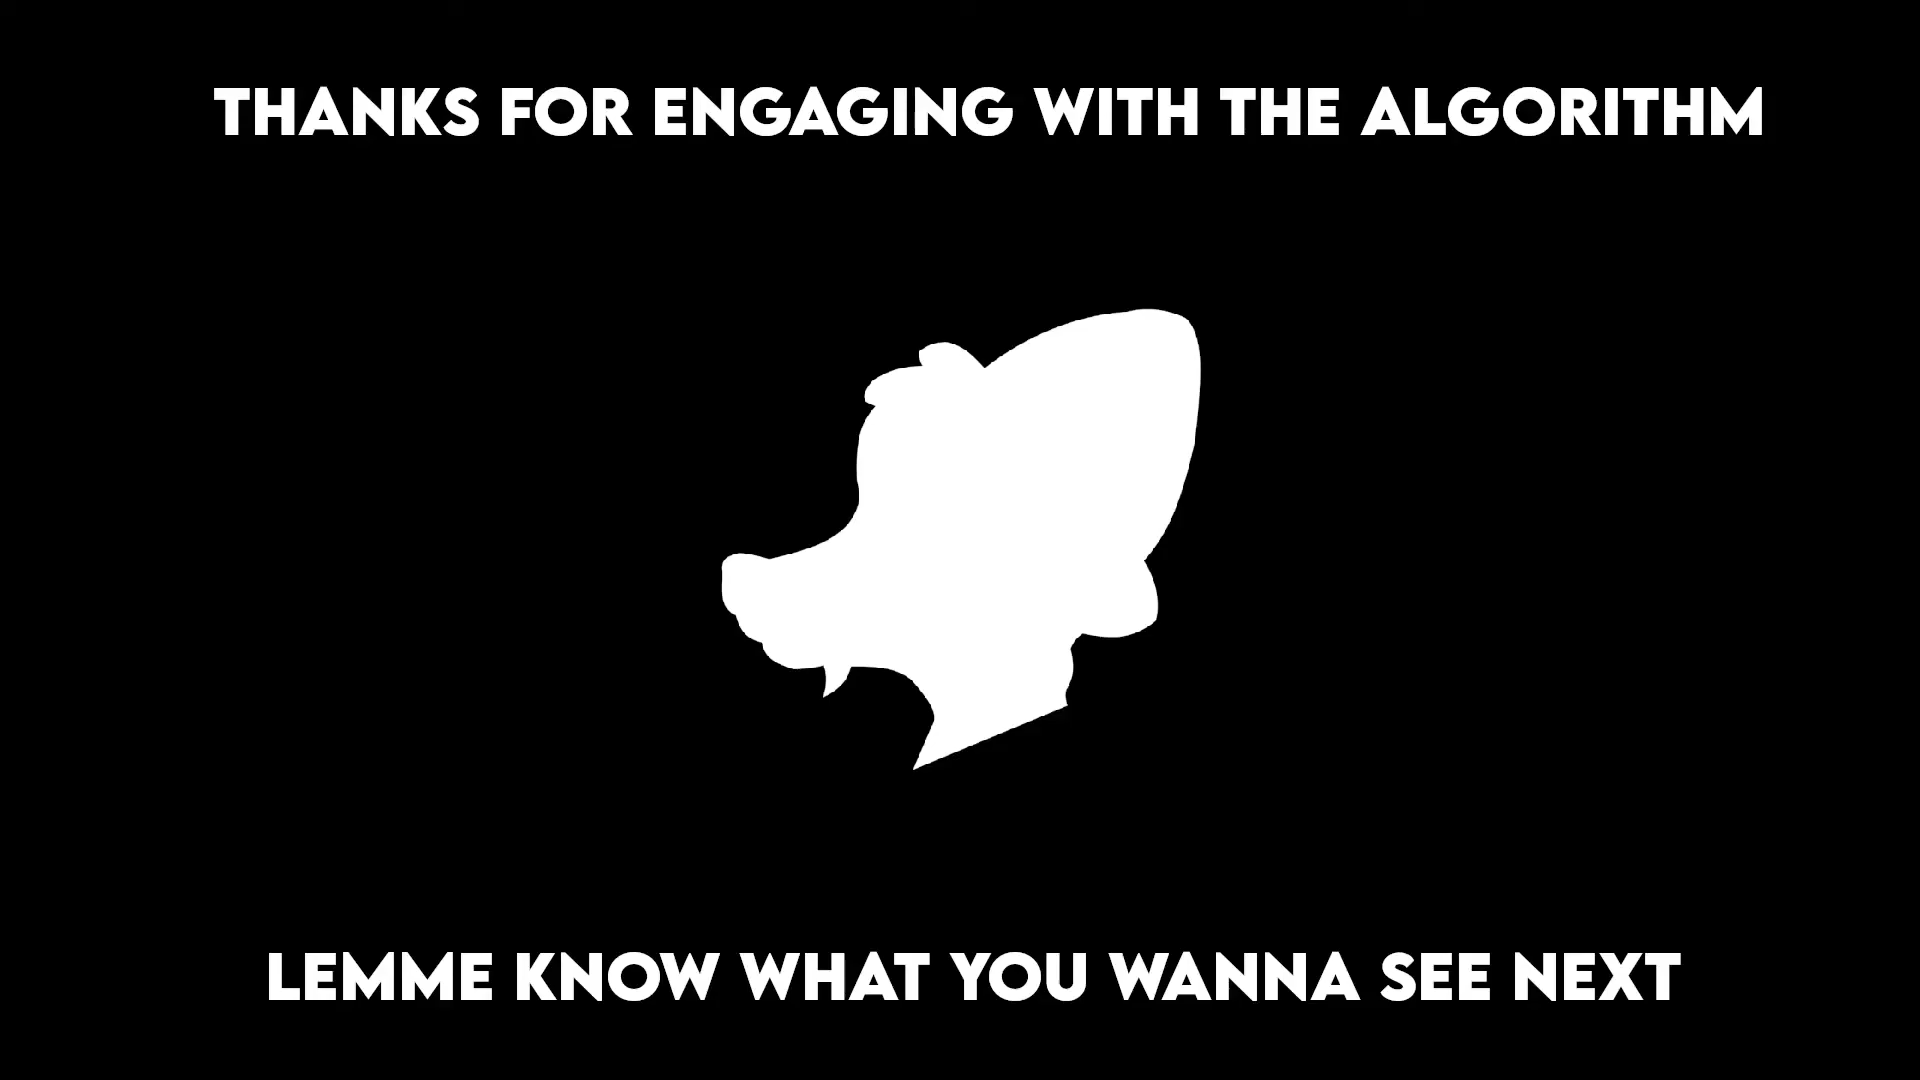 THANKS FOR ENGAGING WITH THE ALGORITHM
LEMME KNOW WHAT YOU WANNA SEE NEXT